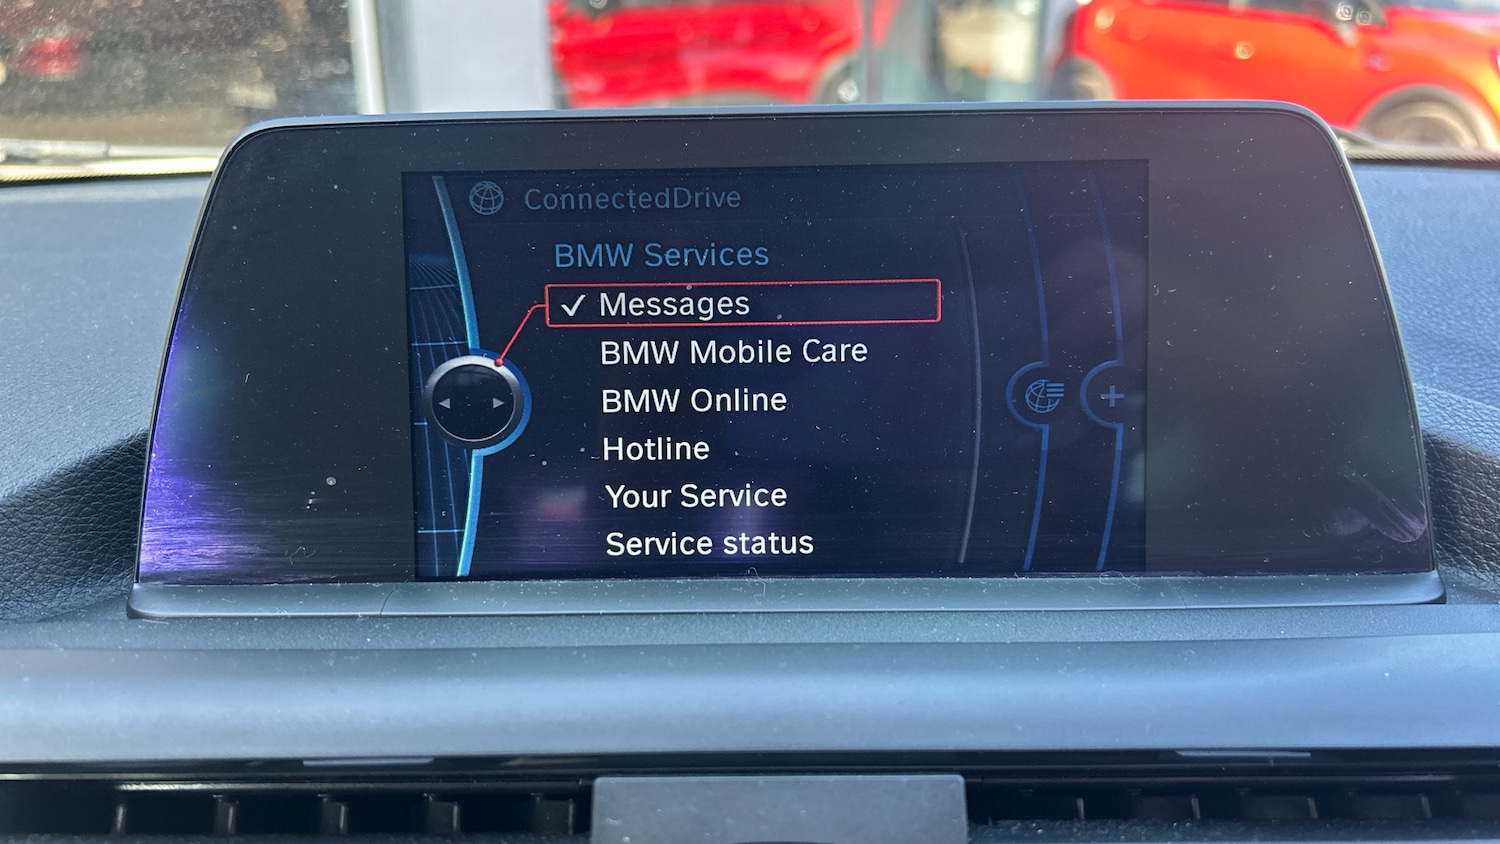 ConnectedDrive
BMW Services
Messages
BMW Mobile Care
BMW Online
Hotline
Your Service
Service status